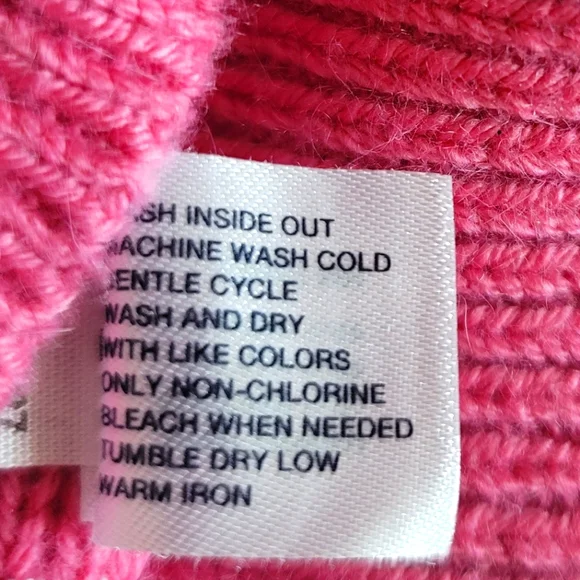 WASH INSIDE OUT
MACHINE WASH COLD
GENTLE CYCLE
WASH AND DRY
WITH LIKE COLORS
ONLY NON-CHLORINE
BLEACH WHEN NEEDED
TUMBLE DRY LOW
WARM IRON